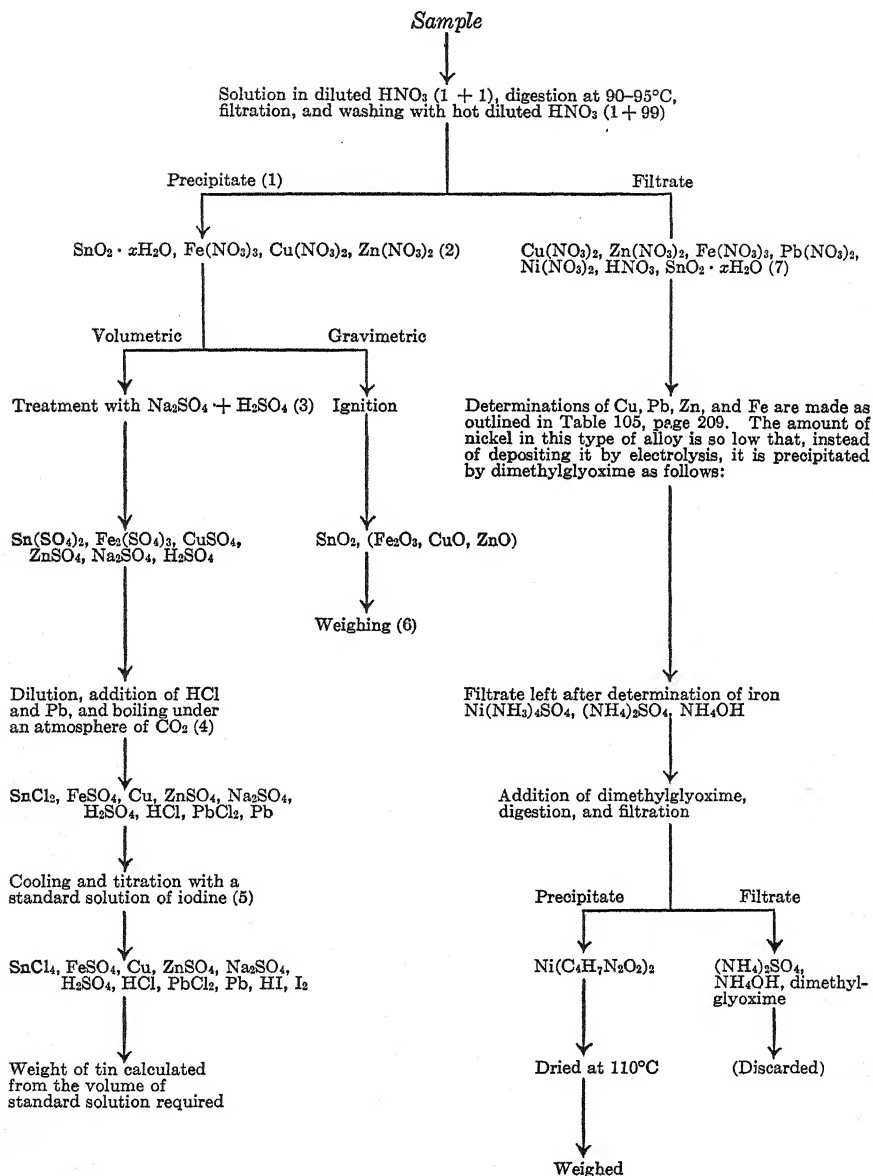 Sample
Solution in diluted HNO₃ (1 + 1), digestion at 90–95°C,
filtration, and washing with hot diluted HNO₃ (1 + 99)
Precipitate (1)
Filtrate
SnO₂ · xH₂O, Fe(NO₃)₃, Cu(NO₃)₂, Zn(NO₃)₂ (2)
Cu(NO₃)₂, Zn(NO₃)₂, Fe(NO₃)₃, Pb(NO₃)₂,
Ni(NO₃)₂, HNO₃, SnO₂ · xH₂O (7)
Volumetric
Gravimetric
Treatment with Na₂SO₄ + H₂SO₄ (3)
Ignition
Determinations of Cu, Pb, Zn, and Fe are made as
outlined in Table 105, page 209. The amount of
nickel in this type of alloy is so low that, instead
of depositing it by electrolysis, it is precipitated
by dimethylglyoxime as follows:
Sn(SO₄)₂, Fe₂(SO₄)₃, CuSO₄,
ZnSO₄, Na₂SO₄, H₂SO₄
SnO₂, (Fe₂O₃, CuO, ZnO)
Weighing (6)
Dilution, addition of HCl
and Pb, and boiling under
an atmosphere of CO₂ (4)
Filtrate left after determination of iron
Ni(NH₃)₄SO₄, (NH₄)₂SO₄, NH₄OH
SnCl₂, FeSO₄, Cu, ZnSO₄, Na₂SO₄,
H₂SO₄, HCl, PbCl₂, Pb
Addition of dimethylglyoxime,
digestion, and filtration
Cooling and titration with a
standard solution of iodine (5)
Precipitate
Filtrate
SnCl₄, FeSO₄, Cu, ZnSO₄, Na₂SO₄,
H₂SO₄, HCl, PbCl₂, Pb, HI, I₂
Ni(C₄H₇N₂O₂)₂
(NH₄)₂SO₄,
NH₄OH, dimethyl-
glyoxime
Weight of tin calculated
from the volume of
standard solution required
Dried at 110°C
(Discarded)
Weighed